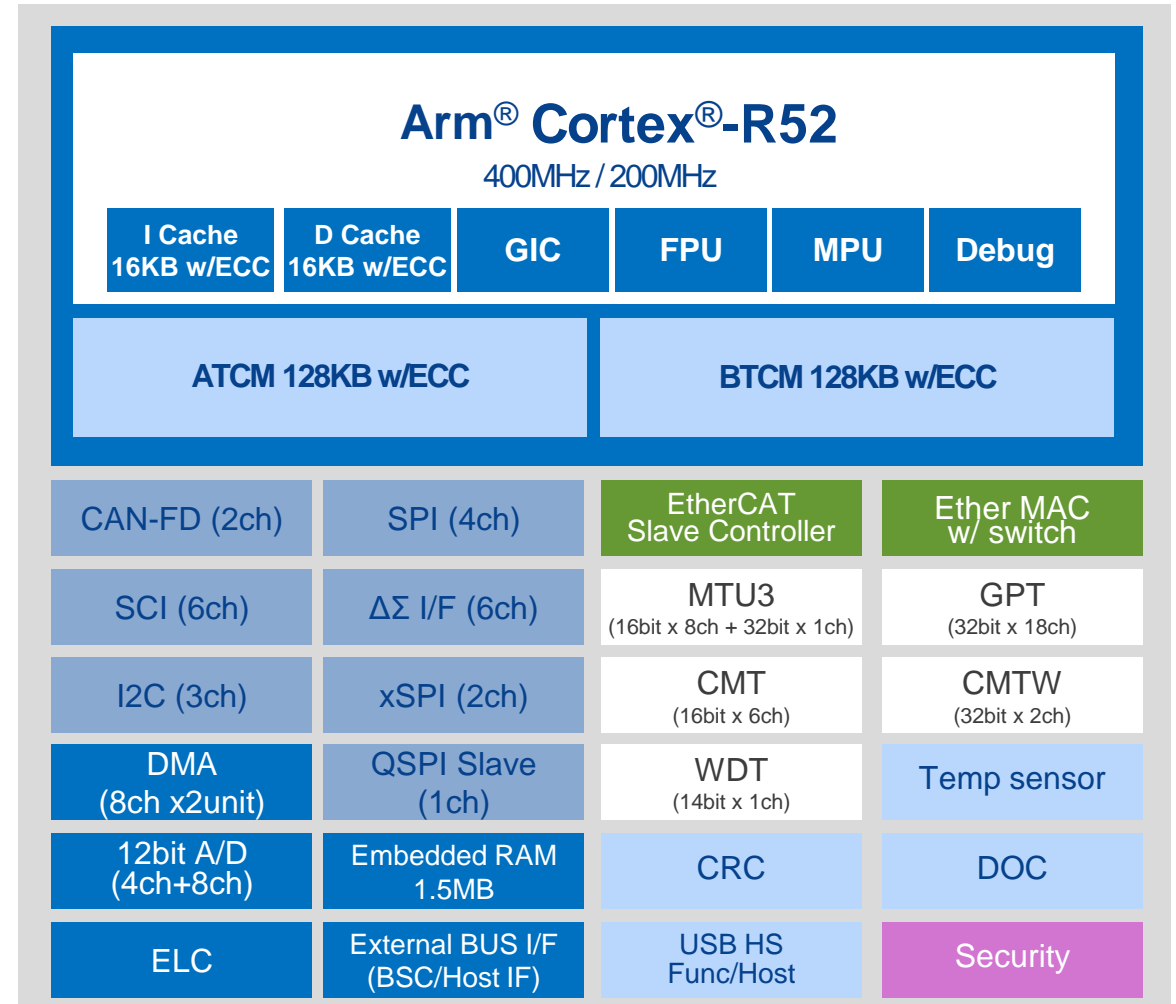 Arm® Cortex®-R52
400MHz / 200MHz
I Cache
16KB w/ECC
D Cache
16KB w/ECC
GIC
FPU
MPU
Debug
ATCM 128KB w/ECC
BTCM 128KB w/ECC
CAN-FD (2ch)
SPI (4ch)
EtherCAT
Slave Controller
Ether MAC
w/ switch
SCI (6ch)
ΔΣ I/F (6ch)
MTU3
(16bit x 8ch + 32bit x 1ch)
GPT
(32bit x 18ch)
I2C (3ch)
xSPI (2ch)
CMT
(16bit x 6ch)
CMTW
(32bit x 2ch)
DMA
(8ch x2unit)
QSPI Slave
(1ch)
WDT
(14bit x 1ch)
Temp sensor
12bit A/D
(4ch+8ch)
Embedded RAM
1.5MB
CRC
DOC
ELC
External BUS I/F
(BSC/Host IF)
USB HS
Func/Host
Security